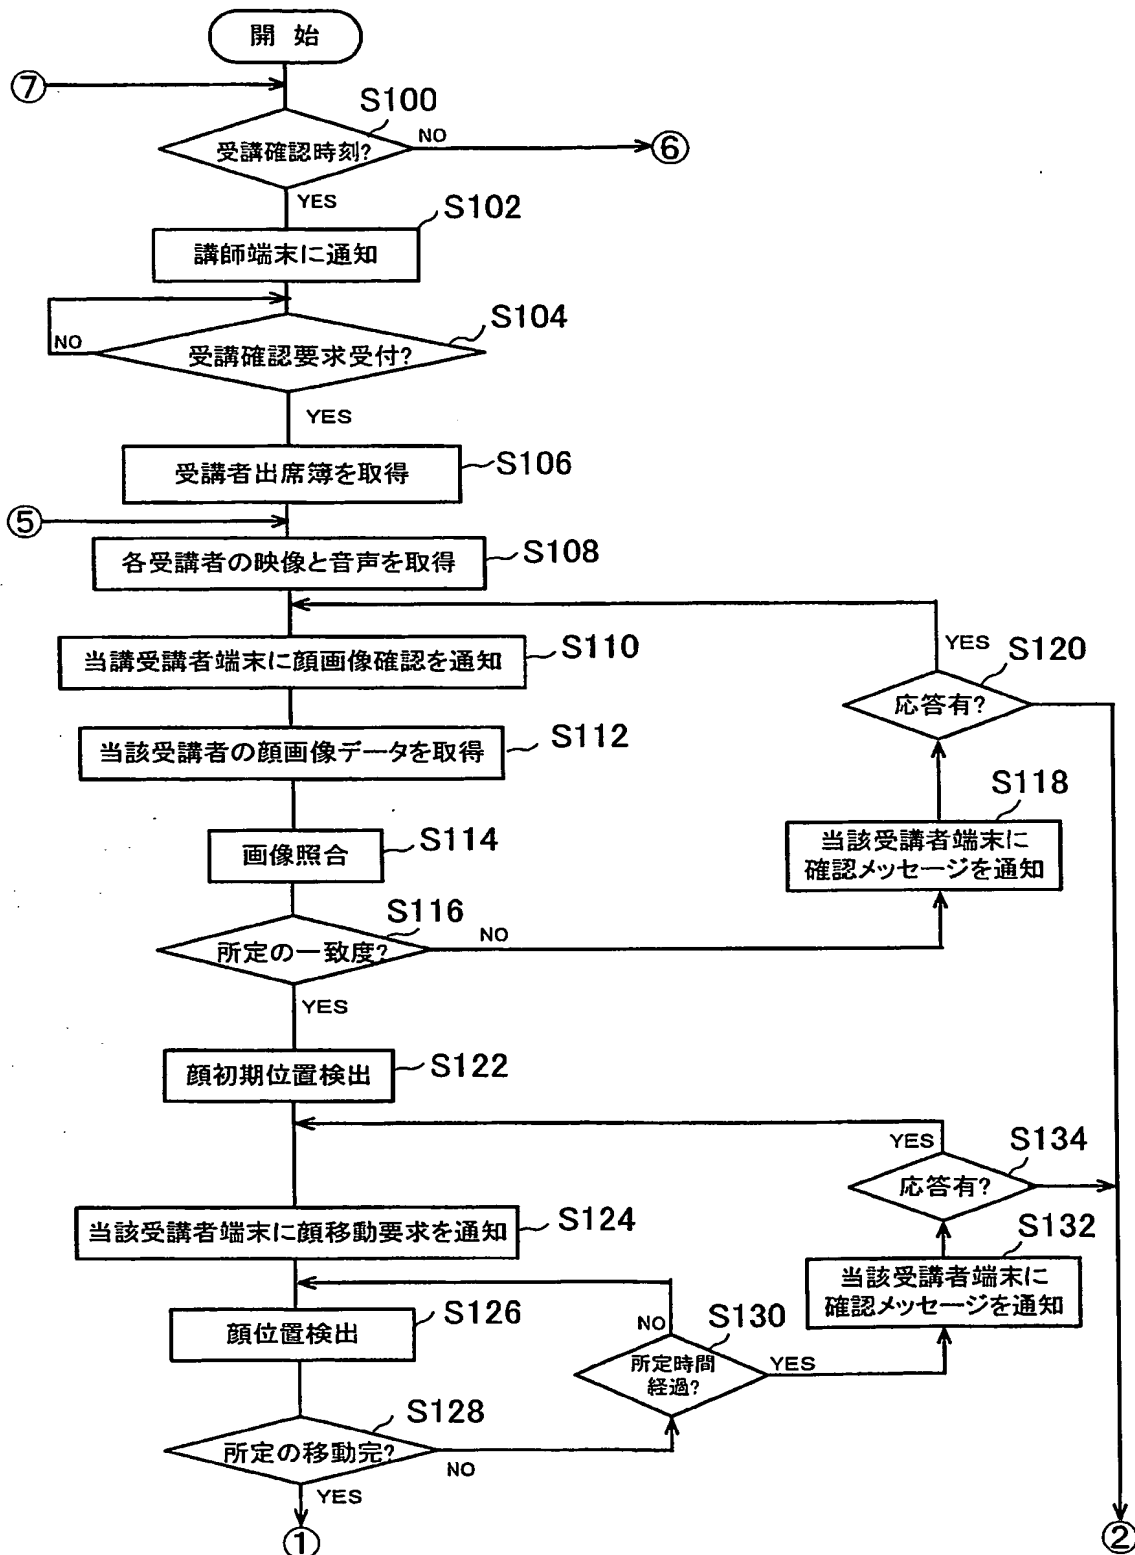 開 始
⑦
S100
受講確認時刻?
NO
⑥
YES
S102
講師端末に通知
S104
NO
受講確認要求受付?
YES
S106
受講者出席簿を取得
⑤
S108
各受講者の映像と音声を取得
YES
S110
当講受講者端末に顔画像確認を通知
S120
応答有?
S112
当該受講者の顔画像データを取得
S118
当該受講者端末に
確認メッセージを通知
S114
画像照合
S116
所定の一致度?
NO
YES
S122
顔初期位置検出
YES
S134
応答有?
S124
当該受講者端末に顔移動要求を通知
S132
当該受講者端末に
確認メッセージを通知
S126
顔位置検出
NO
S130
所定時間
経過?
YES
S128
所定の移動完?
NO
YES
①
②